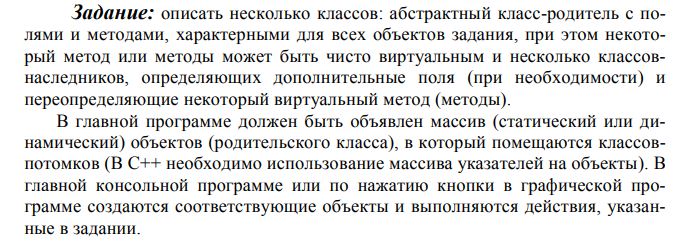 Задание: описать несколько классов: абстрактный класс-родитель с по-
лями и методами, характерными для всех объектов задания, при этом некото-
рый метод или методы может быть чисто виртуальным и несколько классов-
наследников, определяющих дополнительные поля (при необходимости) и
переопределяющие некоторый виртуальный метод (методы).
В главной программе должен быть объявлен массив (статический или ди-
намический) объектов (родительского класса), в который помещаются классов-
потомков (В С++ необходимо использование массива указателей на объекты). В
главной консольной программе или по нажатию кнопки в графической про-
грамме создаются соответствующие объекты и выполняются действия, указан-
ные в задании.